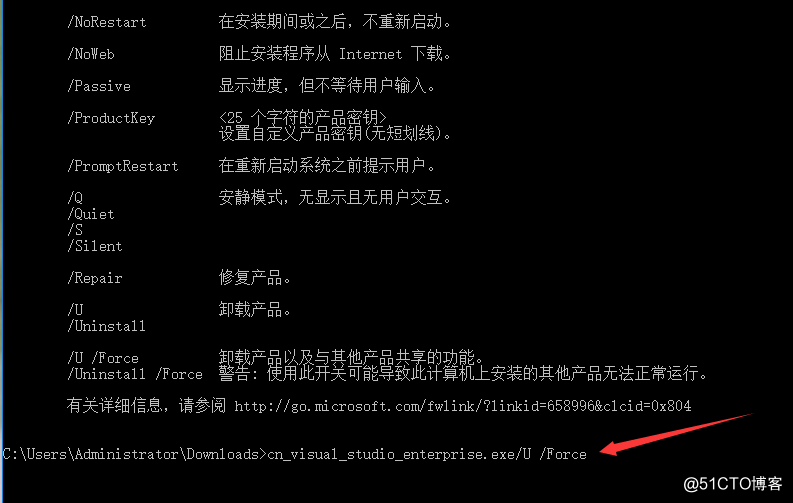 /NoRestart 在安装期间或之后，不重新启动。
/NoWeb 阻止安装程序从 Internet 下载。
/Passive 显示进度，但不等待用户输入。
/ProductKey <25 个字符的产品密钥>
设置自定义产品密钥(无短划线)。
/PromptRestart 在重新启动系统之前提示用户。
/Q 安静模式，无显示且无用户交互。
/Quiet
/S
/Silent
/Repair 修复产品。
/U 卸载产品。
/Uninstall
/U /Force 卸载产品以及与其他产品共享的功能。
/Uninstall /Force 警告: 使用此开关可能导致此计算机上安装的其他产品无法正常运行。
有关详细信息，请参阅 http://go.microsoft.com/fwlink/?linkid=658996&clcid=0x804
C:\Users\Administrator\Downloads>cn_visual_studio_enterprise.exe/U /Force
@51CTO博客